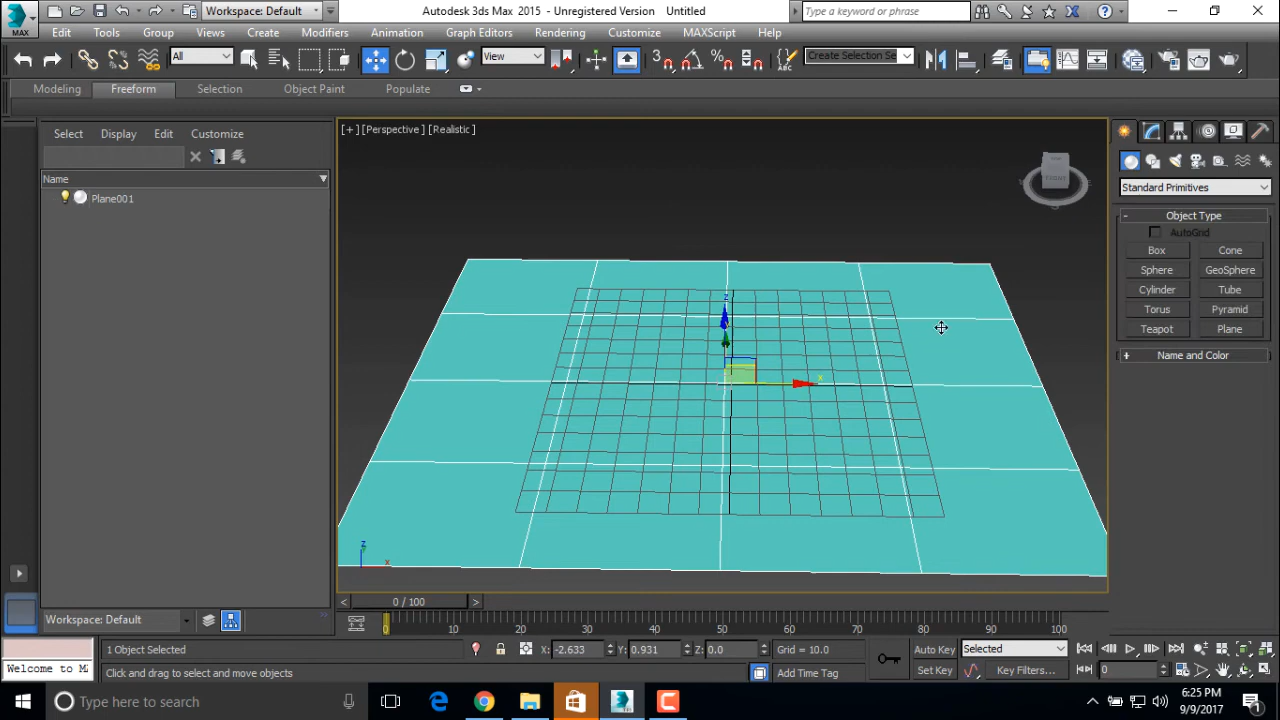 MAX
Workspace: Default
Autodesk 3ds Max 2015 - Unregistered Version Untitled
Type a keyword or phrase
Edit Tools Group Views Create Modifiers Animation Graph Editors Rendering Customize MAXScript Help
All
View
Create Selection Se
Modeling Freeform Selection Object Paint Populate
Select Display Edit Customize
Name
Plane001
[+] [Perspective] [Realistic]
FRONT
z
x
z
x
Standard Primitives
- Object Type
AutoGrid
Box Cone
Sphere GeoSphere
Cylinder Tube
Torus Pyramid
Teapot Plane
+ Name and Color
< 0 / 100 >
0 10 20 30 40 50 60 70 80 90 100
Workspace: Default
Welcome to MA
1 Object Selected
X: -2.633 Y: 0.931 Z: 0.0
Grid = 10.0
Auto Key Selected
Click and drag to select and move objects
Add Time Tag
Set Key Key Filters... 0
Type here to search
6:25 PM
9/9/2017
1